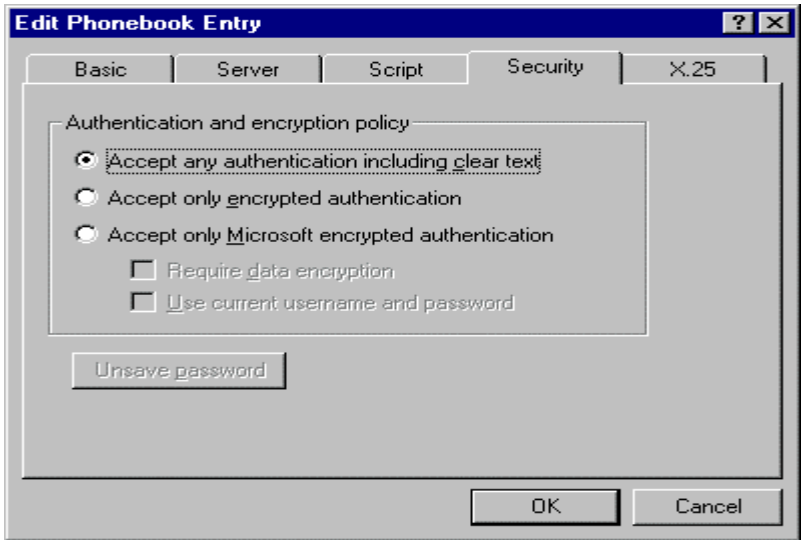 Edit Phonebook Entry ? ×
Basic Server Script Security X.25
Authentication and encryption policy
Accept any authentication including clear text
Accept only encrypted authentication
Accept only Microsoft encrypted authentication
Require data encryption
Use current username and password
Unsave password
OK Cancel